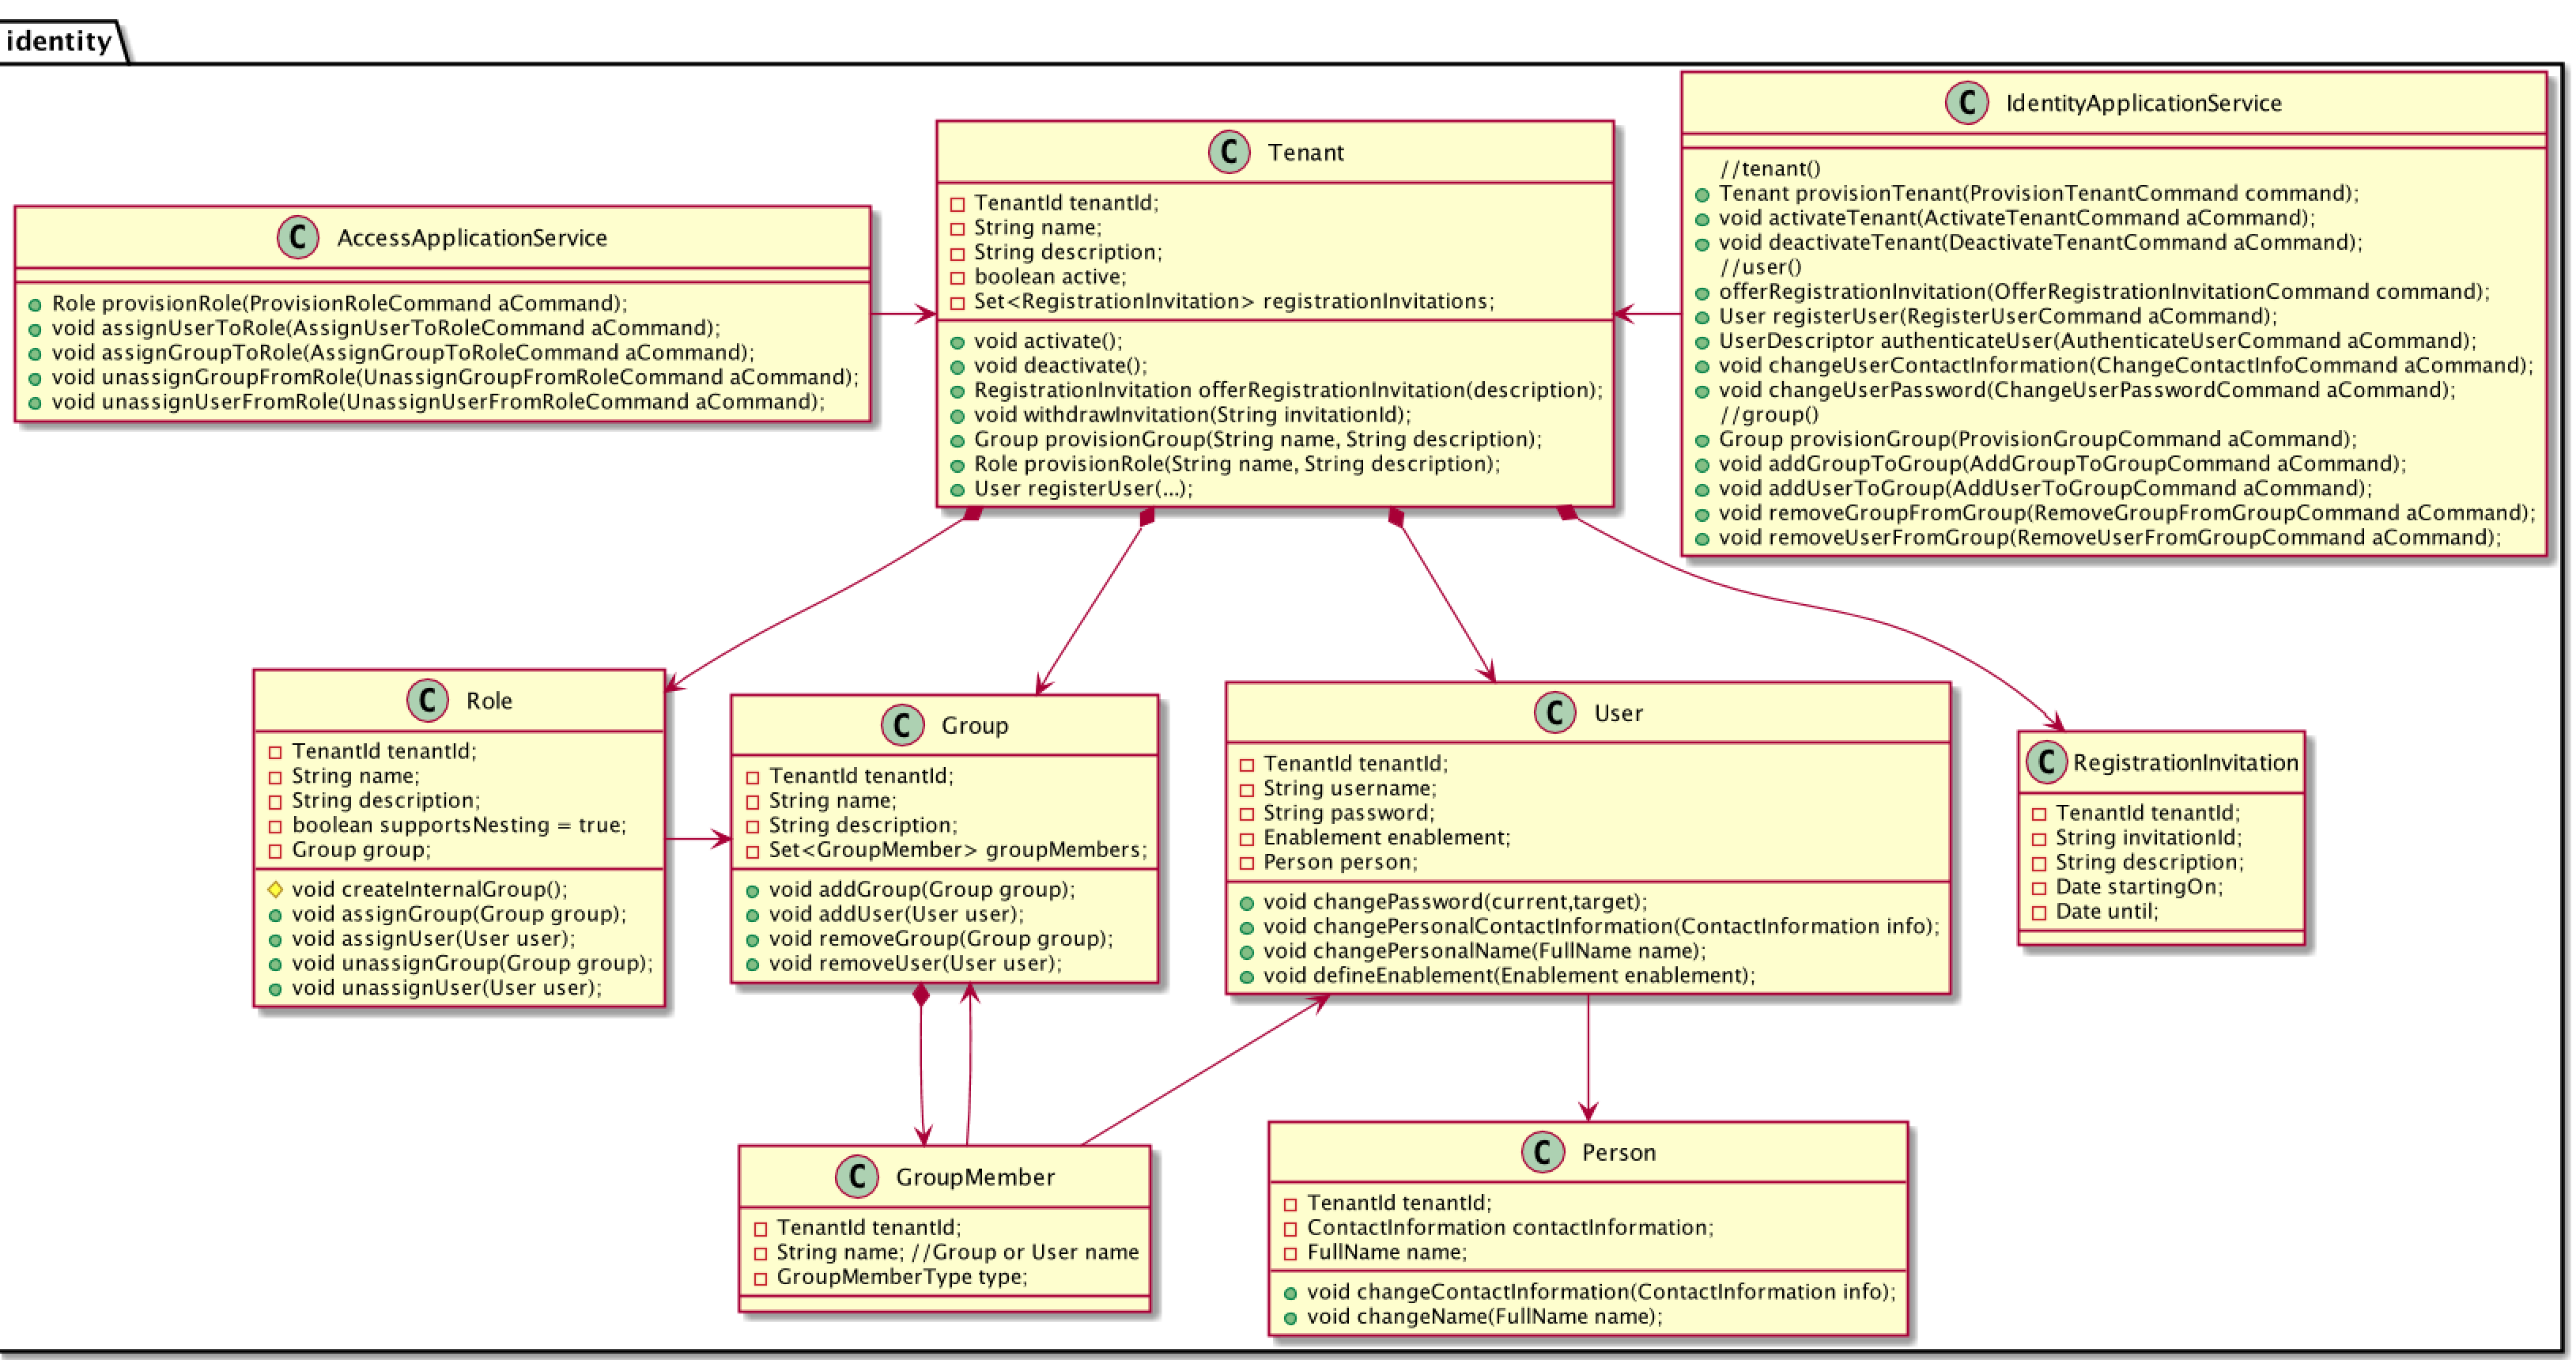 identity
C AccessApplicationService
Role provisionRole(ProvisionRoleCommand aCommand);
void assignUserToRole(AssignUserToRoleCommand aCommand);
void assignGroupToRole(AssignGroupToRoleCommand aCommand);
void unassignGroupFromRole(UnassignGroupFromRoleCommand aCommand);
void unassignUserFromRole(UnassignUserFromRoleCommand aCommand);
C Tenant
TenantId tenantId;
String name;
String description;
boolean active;
Set<RegistrationInvitation> registrationInvitations;
void activate();
void deactivate();
RegistrationInvitation offerRegistrationInvitation(description);
void withdrawInvitation(String invitationId);
Group provisionGroup(String name, String description);
Role provisionRole(String name, String description);
User registerUser(...);
C IdentityApplicationService
//tenant()
Tenant provisionTenant(ProvisionTenantCommand command);
void activateTenant(ActivateTenantCommand aCommand);
void deactivateTenant(DeactivateTenantCommand aCommand);
//user()
offerRegistrationInvitation(OfferRegistrationInvitationCommand command);
User registerUser(RegisterUserCommand aCommand);
UserDescriptor authenticateUser(AuthenticateUserCommand aCommand);
void changeUserContactInformation(ChangeContactInfoCommand aCommand);
void changeUserPassword(ChangeUserPasswordCommand aCommand);
//group()
Group provisionGroup(ProvisionGroupCommand aCommand);
void addGroupToGroup(AddGroupToGroupCommand aCommand);
void addUserToGroup(AddUserToGroupCommand aCommand);
void removeGroupFromGroup(RemoveGroupFromGroupCommand aCommand);
void removeUserFromGroup(RemoveUserFromGroupCommand aCommand);
C Role
TenantId tenantId;
String name;
String description;
boolean supportsNesting = true;
Group group;
void createInternalGroup();
void assignGroup(Group group);
void assignUser(User user);
void unassignGroup(Group group);
void unassignUser(User user);
C Group
TenantId tenantId;
String name;
String description;
Set<GroupMember> groupMembers;
void addGroup(Group group);
void addUser(User user);
void removeGroup(Group group);
void removeUser(User user);
C User
TenantId tenantId;
String username;
String password;
Enablement enablement;
Person person;
void changePassword(current,target);
void changePersonalContactInformation(ContactInformation info);
void changePersonalName(FullName name);
void defineEnablement(Enablement enablement);
C RegistrationInvitation
TenantId tenantId;
String invitationId;
String description;
Date startingOn;
Date until;
C GroupMember
TenantId tenantId;
String name; //Group or User name
GroupMemberType type;
C Person
TenantId tenantId;
ContactInformation contactInformation;
FullName name;
void changeContactInformation(ContactInformation info);
void changeName(FullName name);